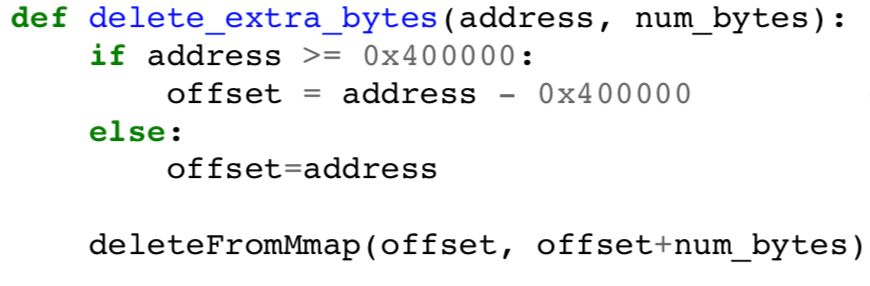 def delete_extra_bytes(address, num_bytes):
    if address >= 0x400000:
        offset = address - 0x400000
    else:
        offset=address
    deleteFromMmap(offset, offset+num_bytes)